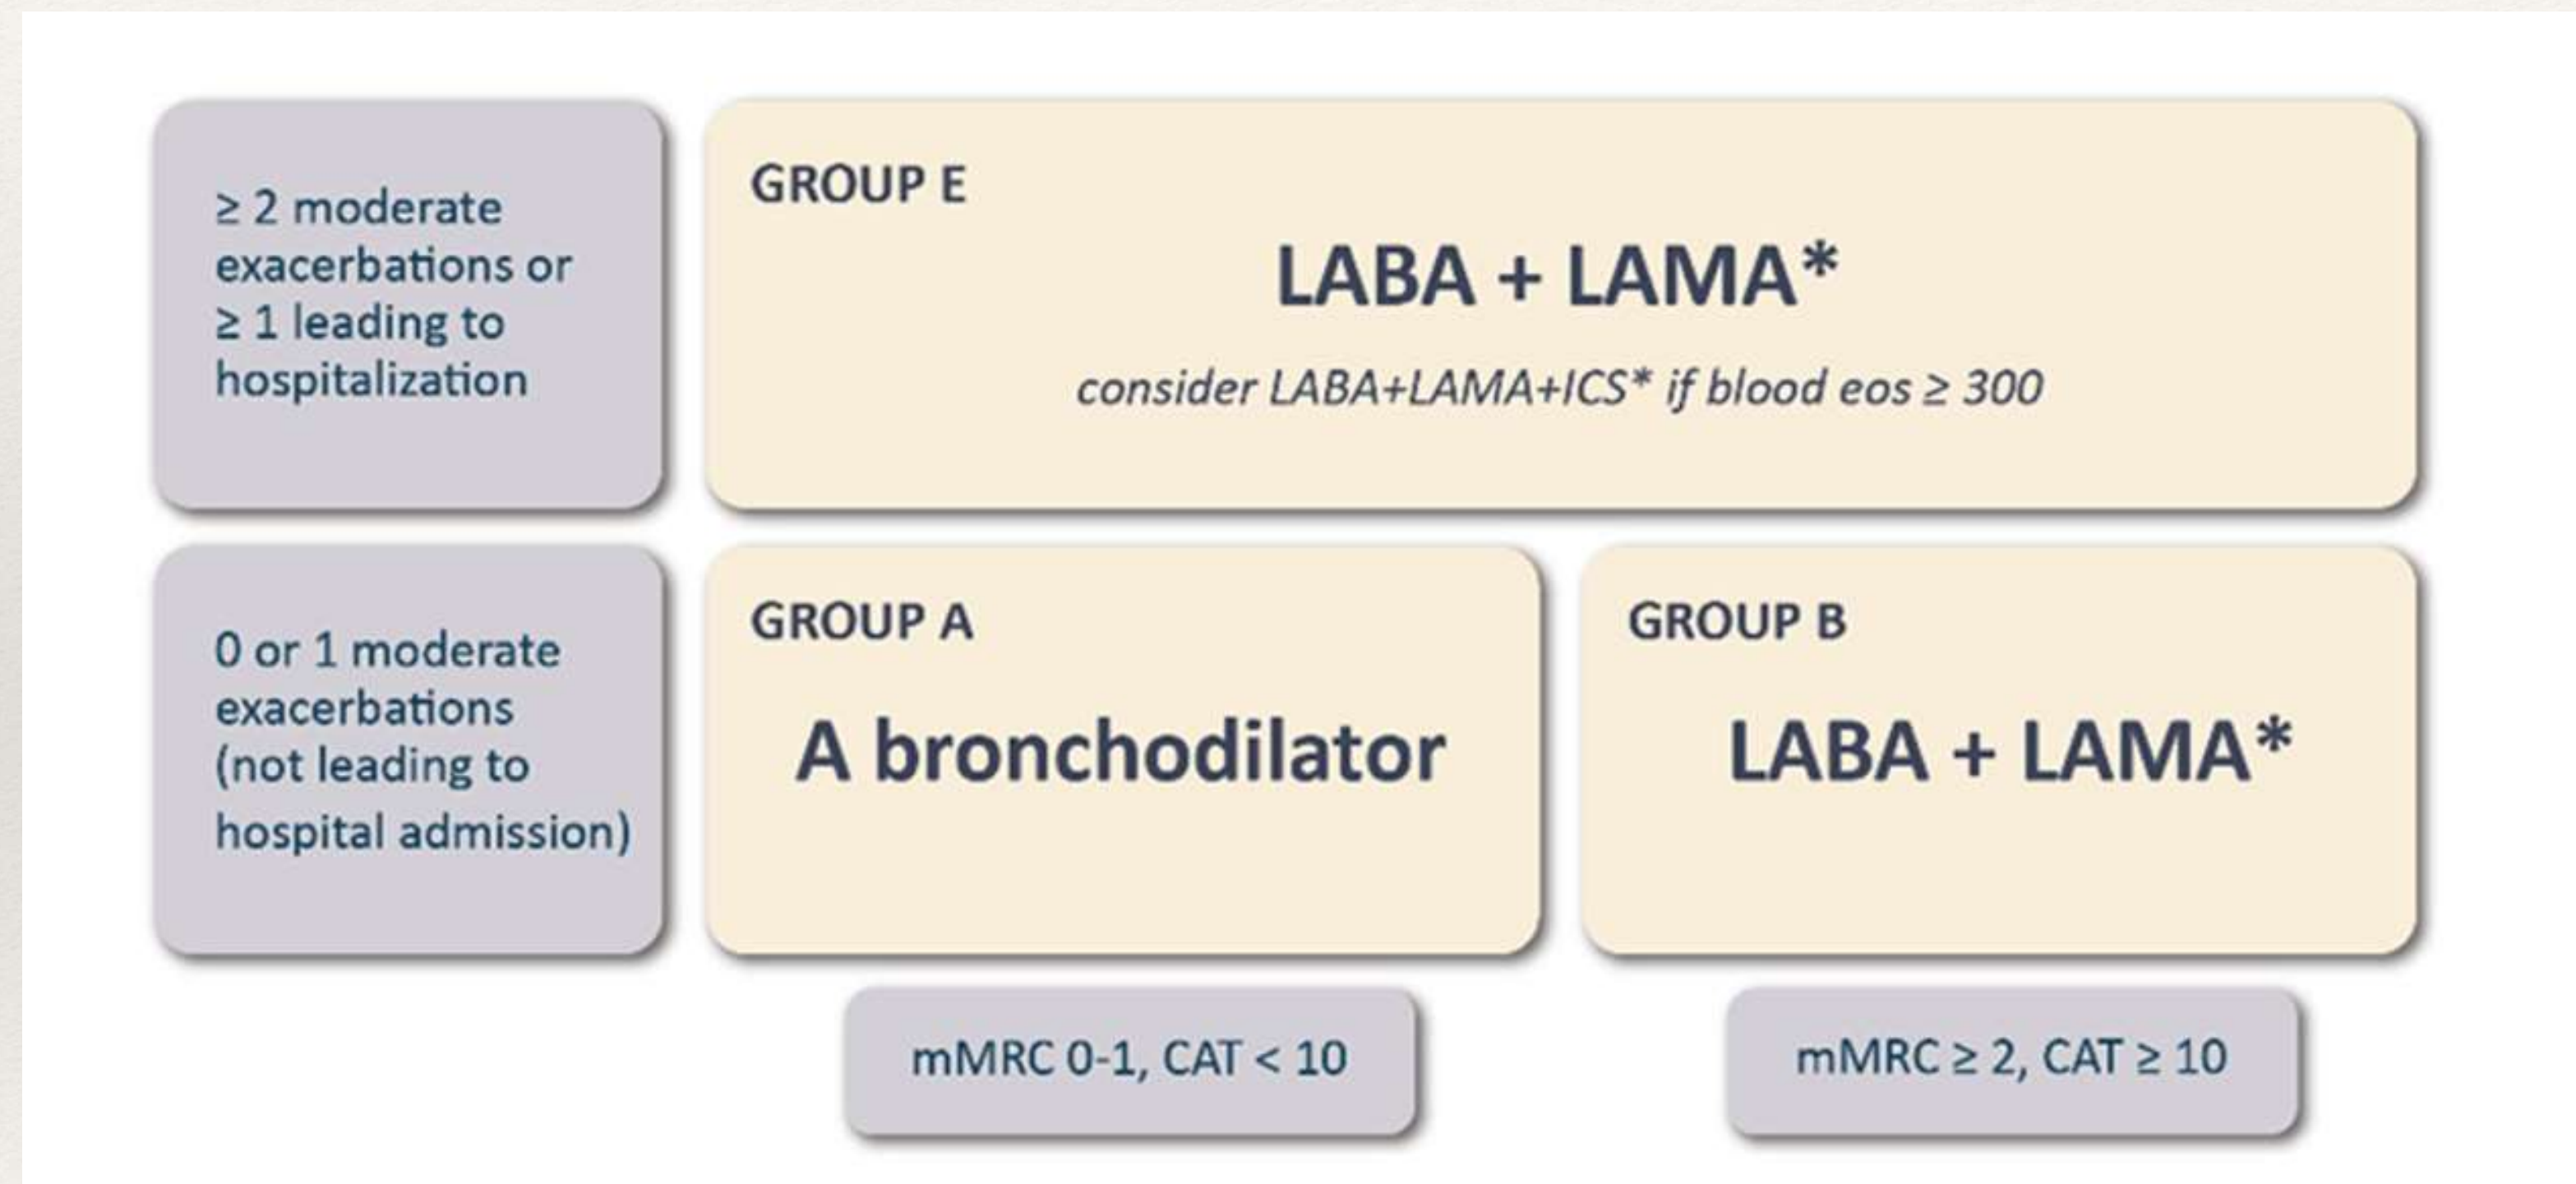 ≥ 2 moderate
exacerbations or
≥ 1 leading to
hospitalization
GROUP E
LABA + LAMA*
consider LABA+LAMA+ICS* if blood eos ≥ 300
0 or 1 moderate
exacerbations
(not leading to
hospital admission)
GROUP A
A bronchodilator
GROUP B
LABA + LAMA*
mMRC 0-1, CAT < 10
mMRC ≥ 2, CAT ≥ 10